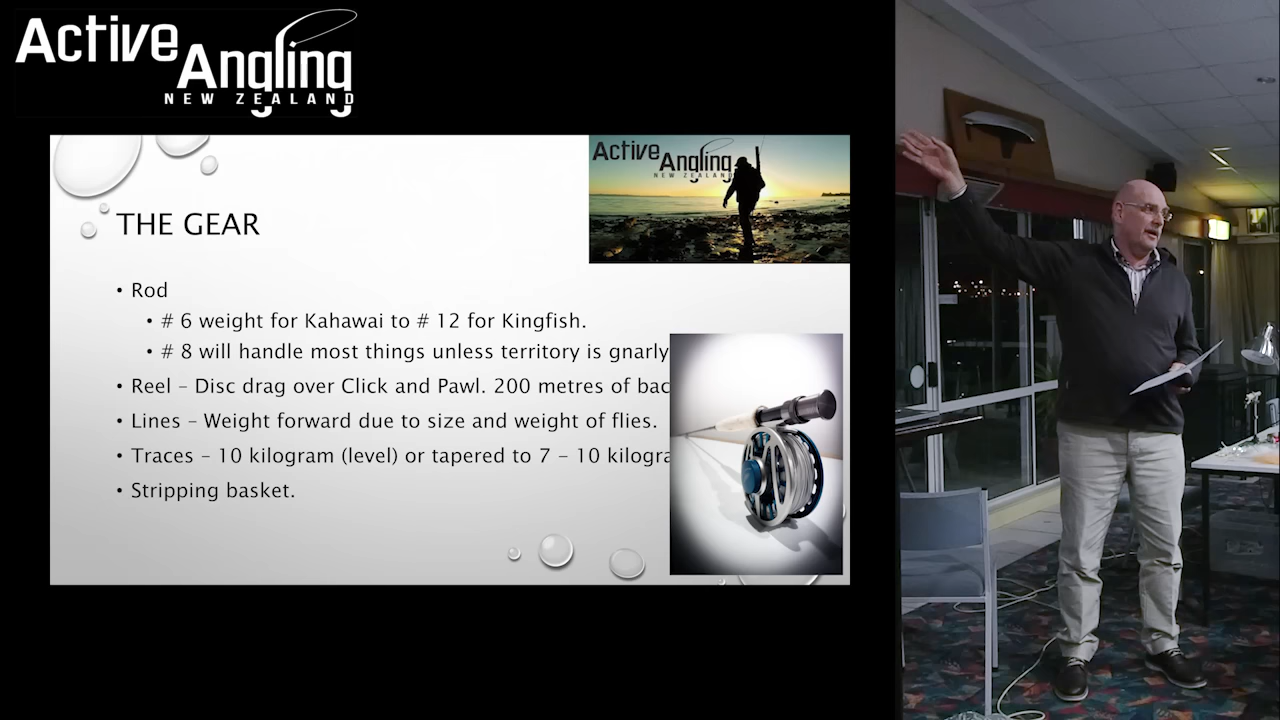 Active Angling
NEW ZEALAND
Active Angling
NEW ZEALAND
THE GEAR
• Rod
• # 6 weight for Kahawai to # 12 for Kingfish.
• # 8 will handle most things unless territory is gnarly
• Reel – Disc drag over Click and Pawl. 200 metres of
• Lines – Weight forward due to size and weight of flies.
• Traces – 10 kilogram (level) or tapered to 7 – 10
• Stripping basket.